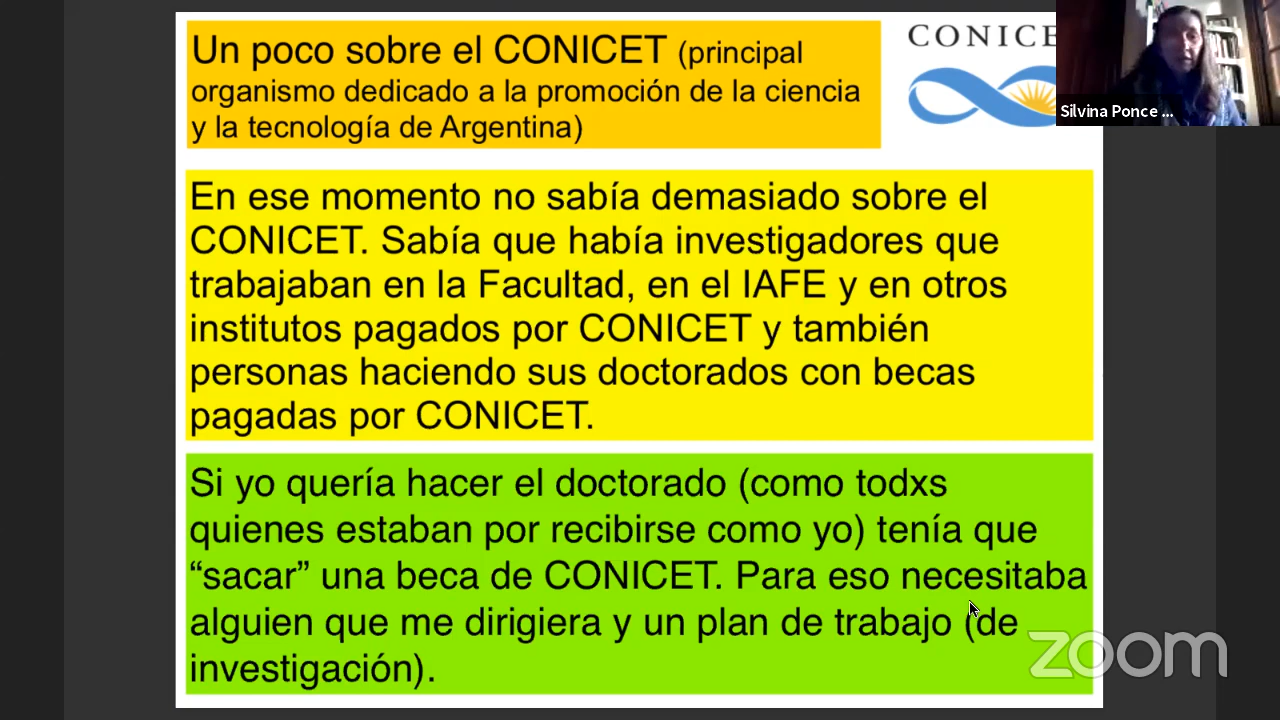 Un poco sobre el CONICET (principal
organismo dedicado a la promoción de la ciencia
y la tecnología de Argentina)
CONICE
Silvina Ponce ...
En ese momento no sabía demasiado sobre el
CONICET. Sabía que había investigadores que
trabajaban en la Facultad, en el IAFE y en otros
institutos pagados por CONICET y también
personas haciendo sus doctorados con becas
pagadas por CONICET.
Si yo quería hacer el doctorado (como todxs
quienes estaban por recibirse como yo) tenía que
“sacar” una beca de CONICET. Para eso necesitaba
alguien que me dirigiera y un plan de trabajo (de
investigación).
zoom